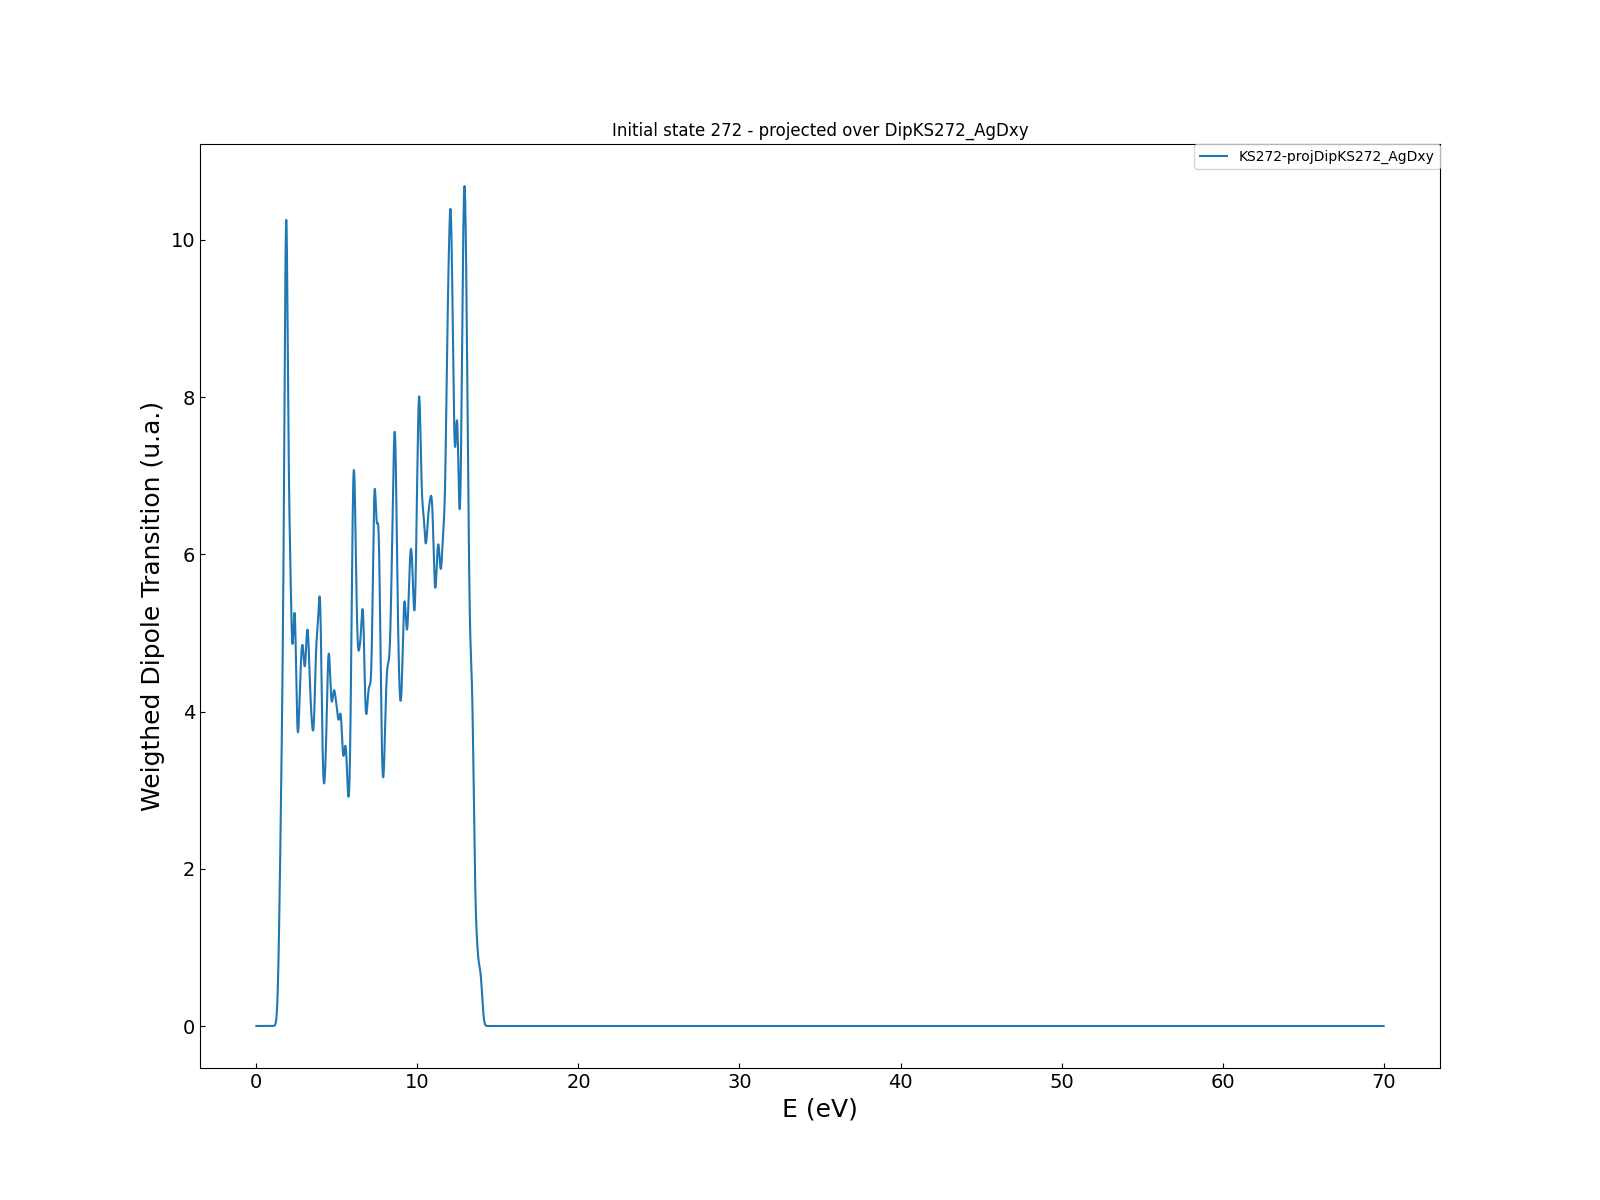 Initial state 272 - projected over DipKS272_AgDxy
KS272-projDipKS272_AgDxy
Weigthed Dipole Transition (u.a.)
10
8
6
4
2
0
0 10 20 30 40 50 60 70
E (eV)